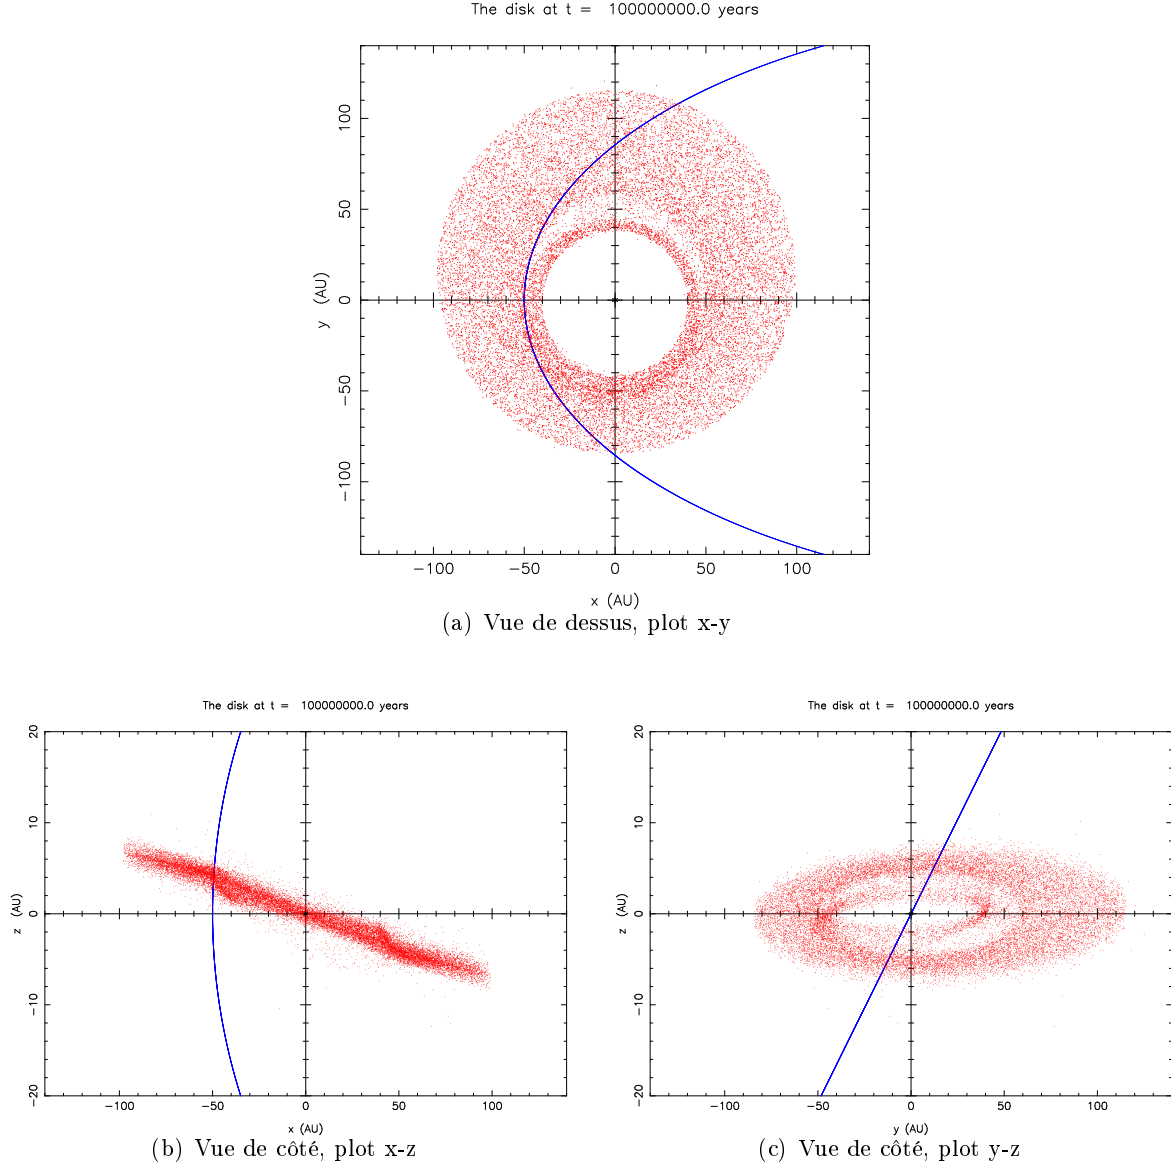 The disk at t = 100000000.0 years
100
50
0
−50
−100
y (AU)
−100 −50 0 50 100
x (AU)
(a) Vue de dessus, plot x-y
The disk at t = 100000000.0 years
20
10
0
−10
−20
z (AU)
−100 −50 0 50 100
x (AU)
(b) Vue de côté, plot x-z
The disk at t = 100000000.0 years
20
10
0
−10
−20
z (AU)
−100 −50 0 50 100
y (AU)
(c) Vue de côté, plot y-z